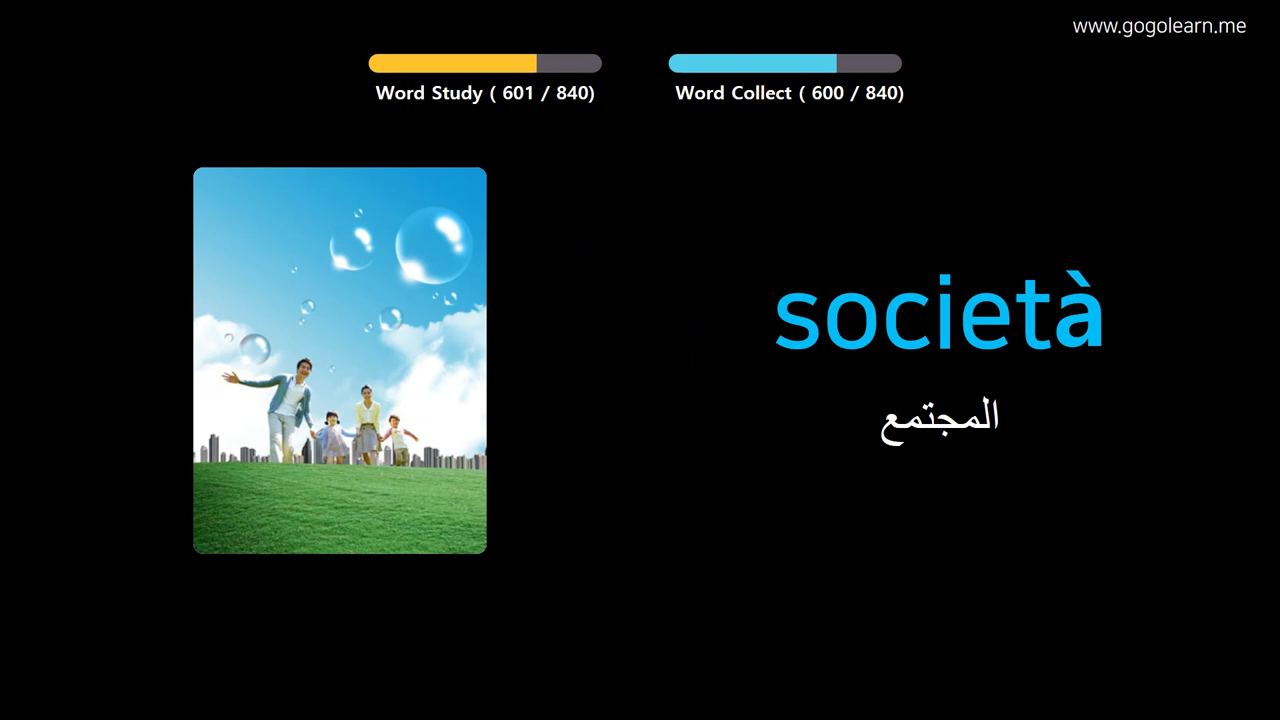 www.gogolearn.me
Word Study ( 601 / 840)
Word Collect ( 600 / 840)
società
المجتمع